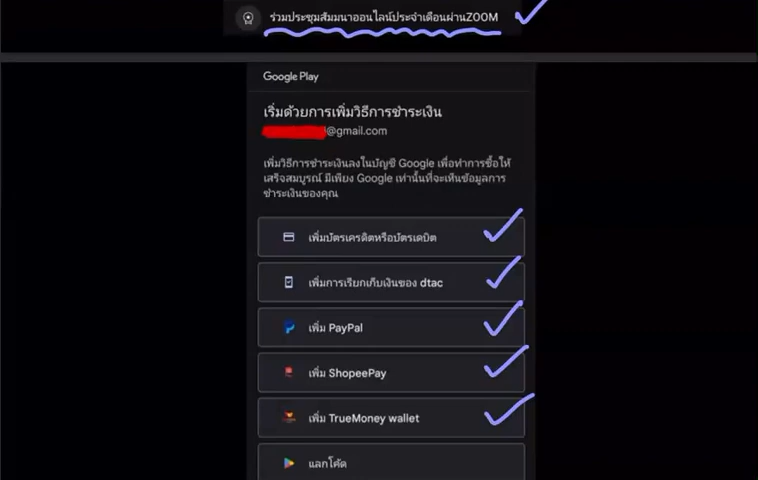 ร่วมประชุมสัมมนาออนไลน์ประจำเดือนผ่านZOOM
Google Play
เริ่มด้วยการเพิ่มวิธีการชำระเงิน
@gmail.com
เพิ่มวิธีการชำระเงินลงในบัญชี Google เพื่อทำการซื้อให้
เสร็จสมบูรณ์ มีเพียง Google เท่านั้นที่จะเห็นข้อมูลการ
ชำระเงินของคุณ
เพิ่มบัตรเครดิตหรือบัตรเดบิต
เพิ่มการเรียกเก็บเงินของ dtac
เพิ่ม PayPal
เพิ่ม ShopeePay
เพิ่ม TrueMoney wallet
แลกโค้ด